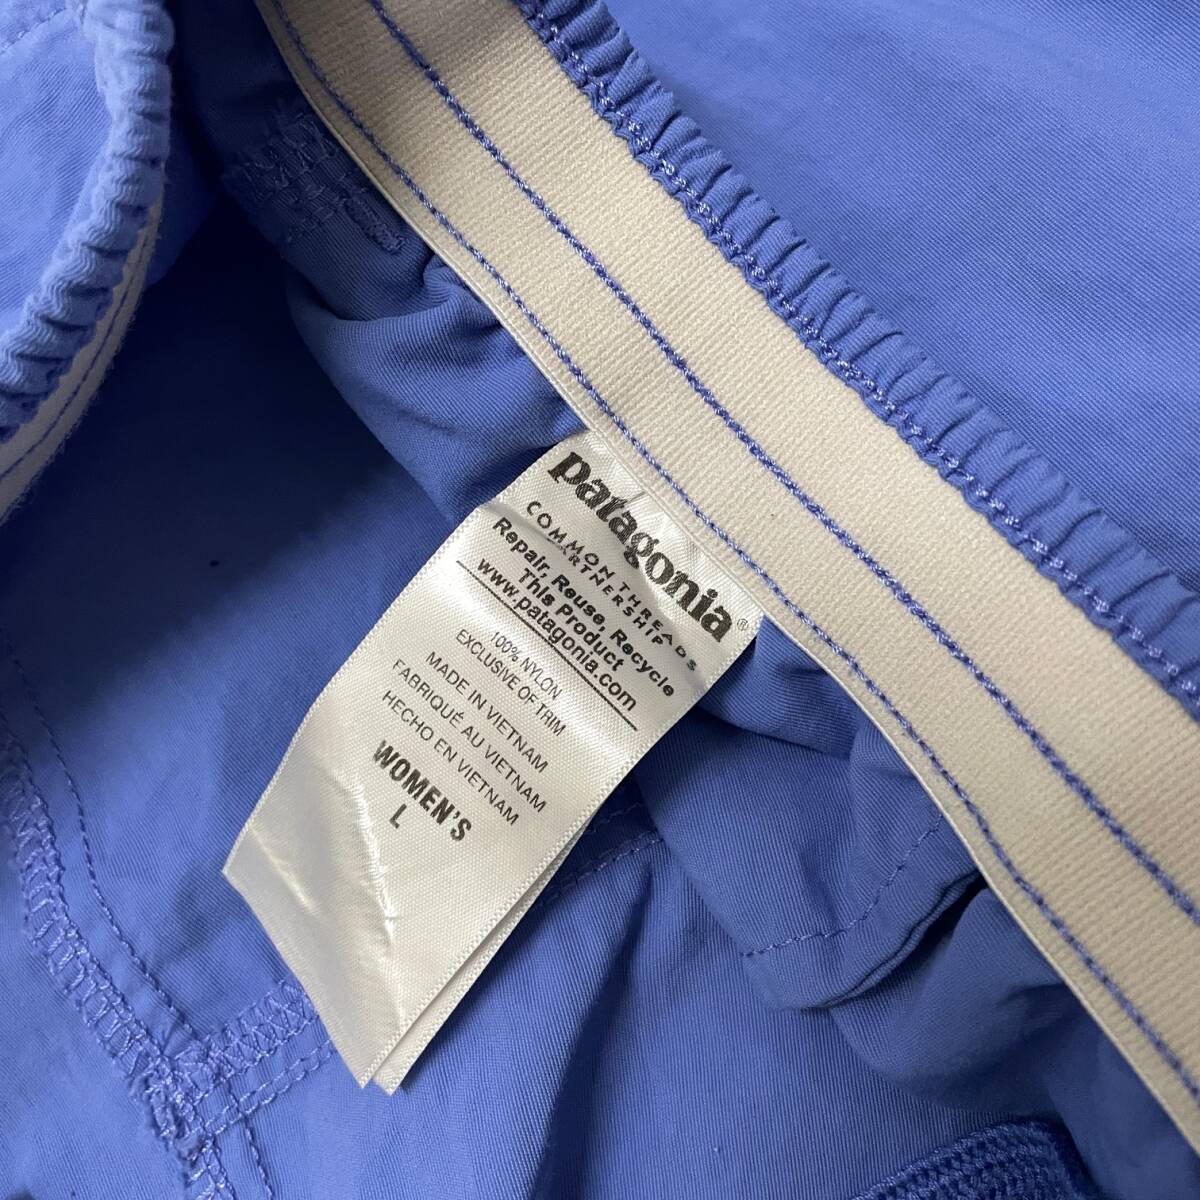 patagonia®
COMMON THREADS
PARTNERSHIP
Repair, Reuse, Recycle
This Product
www.patagonia.com
100% NYLON
EXCLUSIVE OF TRIM
MADE IN VIETNAM
FABRIQUÉ AU VIETNAM
HECHO EN VIETNAM
WOMEN'S
L